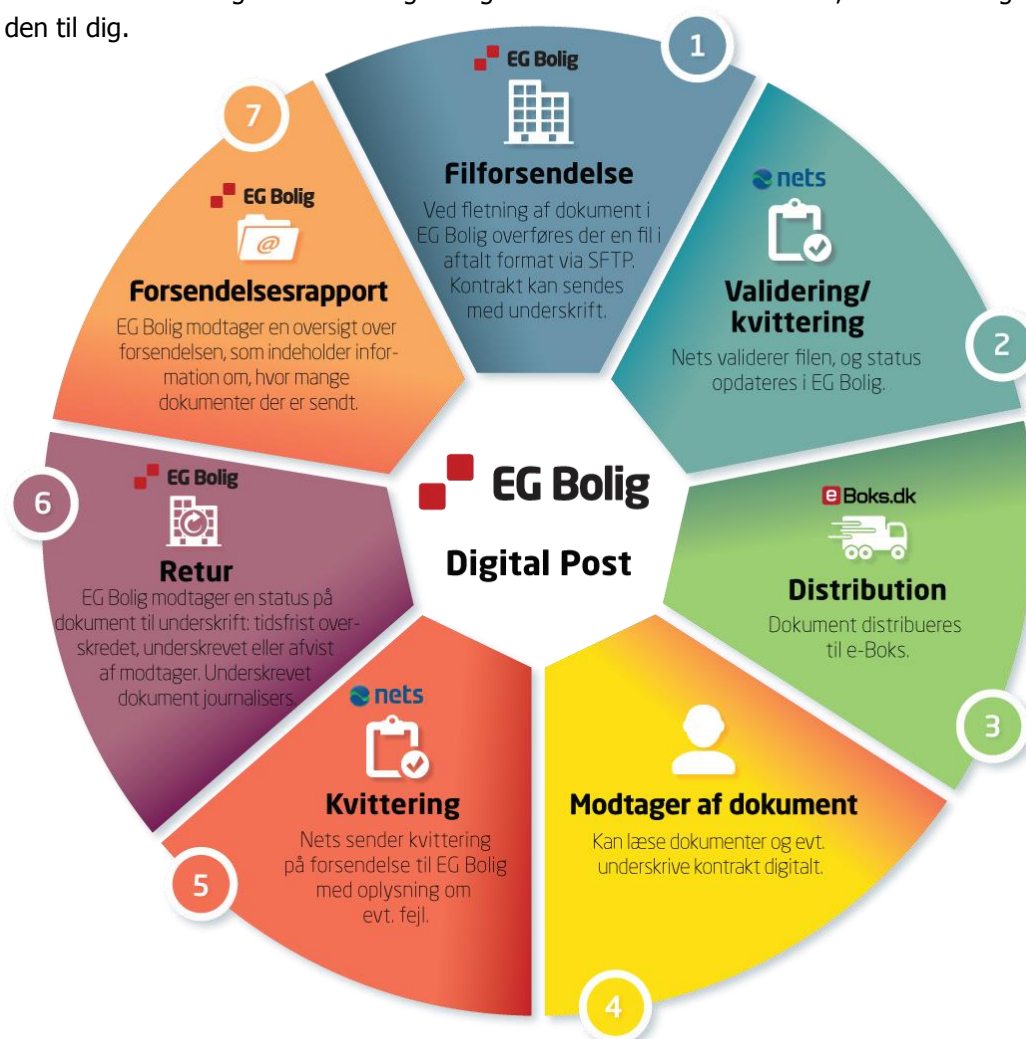 den til dig.
1
EG Bolig
Filforsendelse
Ved fletning af dokument i
EG Bolig overføres der en fil i
aftalt format via SFTP.
Kontrakt kan sendes
med underskrift.
2
nets
Validering/
kvittering
Nets validerer filen, og status
opdateres i EG Bolig.
3
eBoks.dk
Distribution
Dokument distribueres
til e-Boks.
4
Modtager af dokument
Kan læse dokumenter og evt.
underskrive kontrakt digitalt.
5
nets
Kvittering
Nets sender kvittering
på forsendelse til EG Bolig
med oplysning om
evt. fejl.
6
EG Bolig
Retur
EG Bolig modtager en status på
dokument til underskrift: tidsfrist over-
skredet, underskrevet eller afvist
af modtager. Underskrevet
dokument journalisers.
7
EG Bolig
@
Forsendelsesrapport
EG Bolig modtager en oversigt over
forsendelsen, som indeholder infor-
mation om, hvor mange
dokumenter der er sendt.
EG Bolig
Digital Post